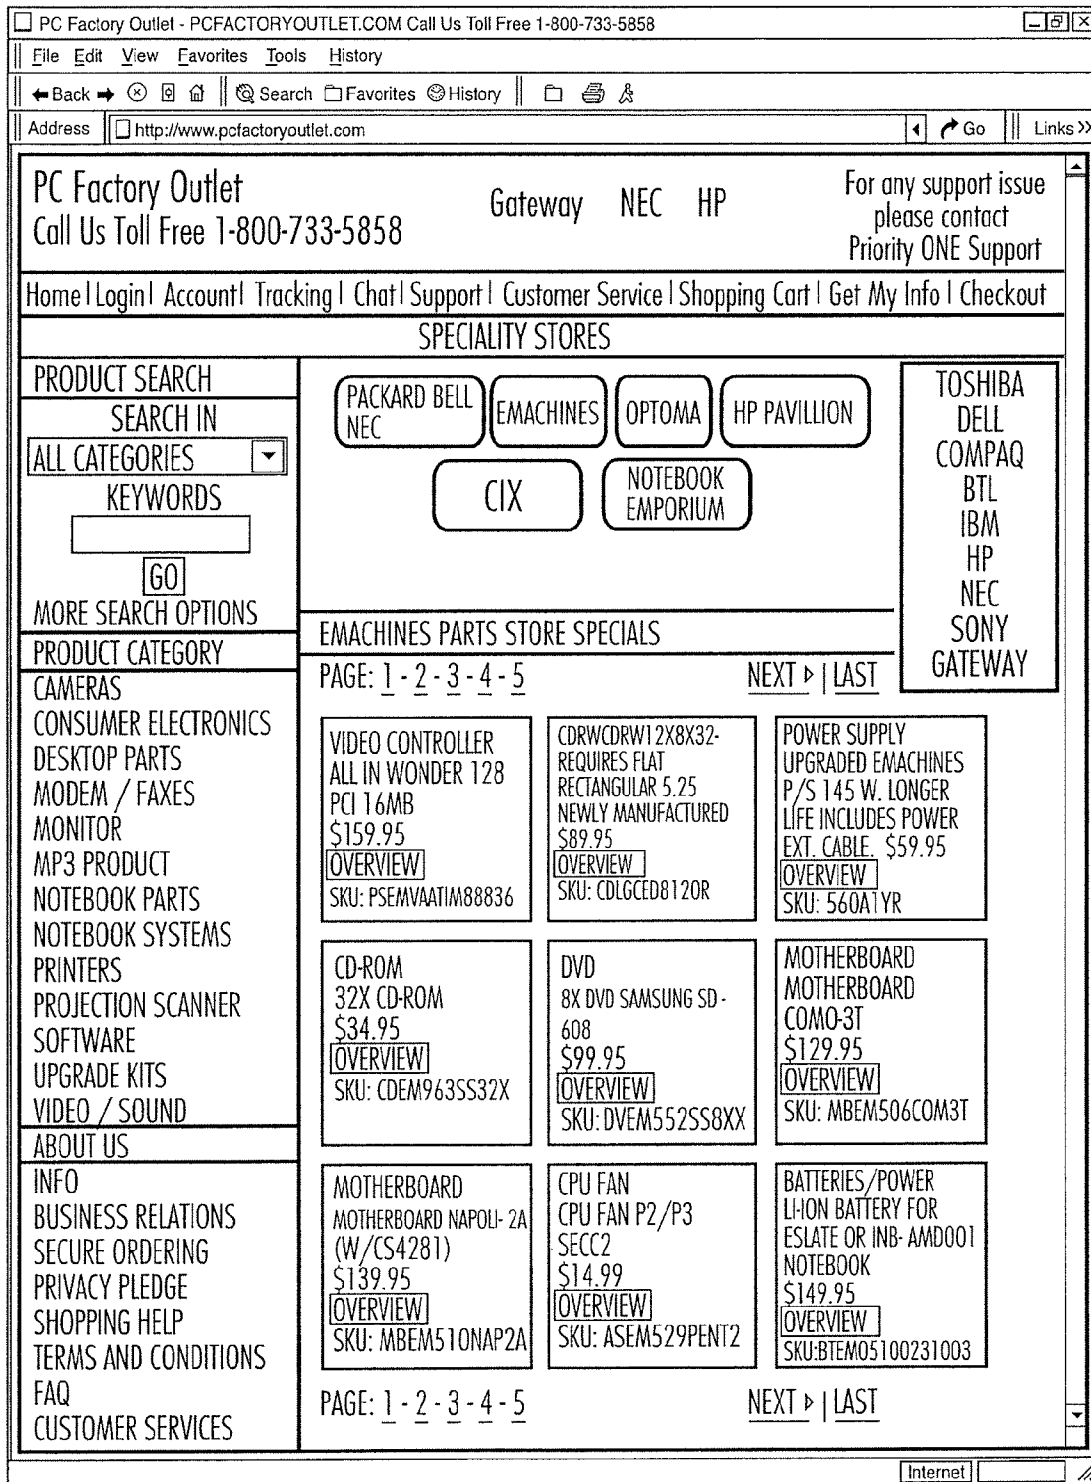 PC Factory Outlet - PCFACTORYOUTLET.COM Call Us Toll Free 1-800-733-5858
File Edit View Favorites Tools History
Back Search Favorites History
Address http://www.pcfactoryoutlet.com Go Links »
PC Factory Outlet
Call Us Toll Free 1-800-733-5858
Gateway NEC HP
For any support issue
please contact
Priority ONE Support
Home | Login | Account | Tracking | Chat | Support | Customer Service | Shopping Cart | Get My Info | Checkout
SPECIALITY STORES
PRODUCT SEARCH
SEARCH IN
ALL CATEGORIES
KEYWORDS
GO
MORE SEARCH OPTIONS
PRODUCT CATEGORY
CAMERAS
CONSUMER ELECTRONICS
DESKTOP PARTS
MODEM / FAXES
MONITOR
MP3 PRODUCT
NOTEBOOK PARTS
NOTEBOOK SYSTEMS
PRINTERS
PROJECTION SCANNER
SOFTWARE
UPGRADE KITS
VIDEO / SOUND
ABOUT US
INFO
BUSINESS RELATIONS
SECURE ORDERING
PRIVACY PLEDGE
SHOPPING HELP
TERMS AND CONDITIONS
FAQ
CUSTOMER SERVICES
PACKARD BELL
NEC
EMACHINES
OPTOMA
HP PAVILLION
CIX
NOTEBOOK
EMPORIUM
TOSHIBA
DELL
COMPAQ
BTL
IBM
HP
NEC
SONY
GATEWAY
EMACHINES PARTS STORE SPECIALS
PAGE: 1 - 2 - 3 - 4 - 5 NEXT | LAST
VIDEO CONTROLLER
ALL IN WONDER 128
PCI 16MB
$159.95
OVERVIEW
SKU: PSEMVAATIM88836
CDRWCDRW12X8X32-
REQUIRES FLAT
RECTANGULAR 5.25
NEWLY MANUFACTURED
$89.95
OVERVIEW
SKU: CDLGCED8120R
POWER SUPPLY
UPGRADED EMACHINES
P/S 145 W. LONGER
LIFE INCLUDES POWER
EXT. CABLE. $59.95
OVERVIEW
SKU: 560A1YR
CD-ROM
32X CD-ROM
$34.95
OVERVIEW
SKU: CDEM963SS32X
DVD
8X DVD SAMSUNG SD -
608
$99.95
OVERVIEW
SKU: DVEM552SS8XX
MOTHERBOARD
MOTHERBOARD
COMO-3T
$129.95
OVERVIEW
SKU: MBEM506COM3T
MOTHERBOARD
MOTHERBOARD NAPOLI- 2A
(W/CS4281)
$139.95
OVERVIEW
SKU: MBEM510NAP2A
CPU FAN
CPU FAN P2/P3
SECC2
$14.99
OVERVIEW
SKU: ASEM529PENT2
BATTERIES/POWER
LI-ION BATTERY FOR
ESLATE OR INB- AMD001
NOTEBOOK
$149.95
OVERVIEW
SKU:BTEM05100231003
PAGE: 1 - 2 - 3 - 4 - 5 NEXT | LAST
Internet